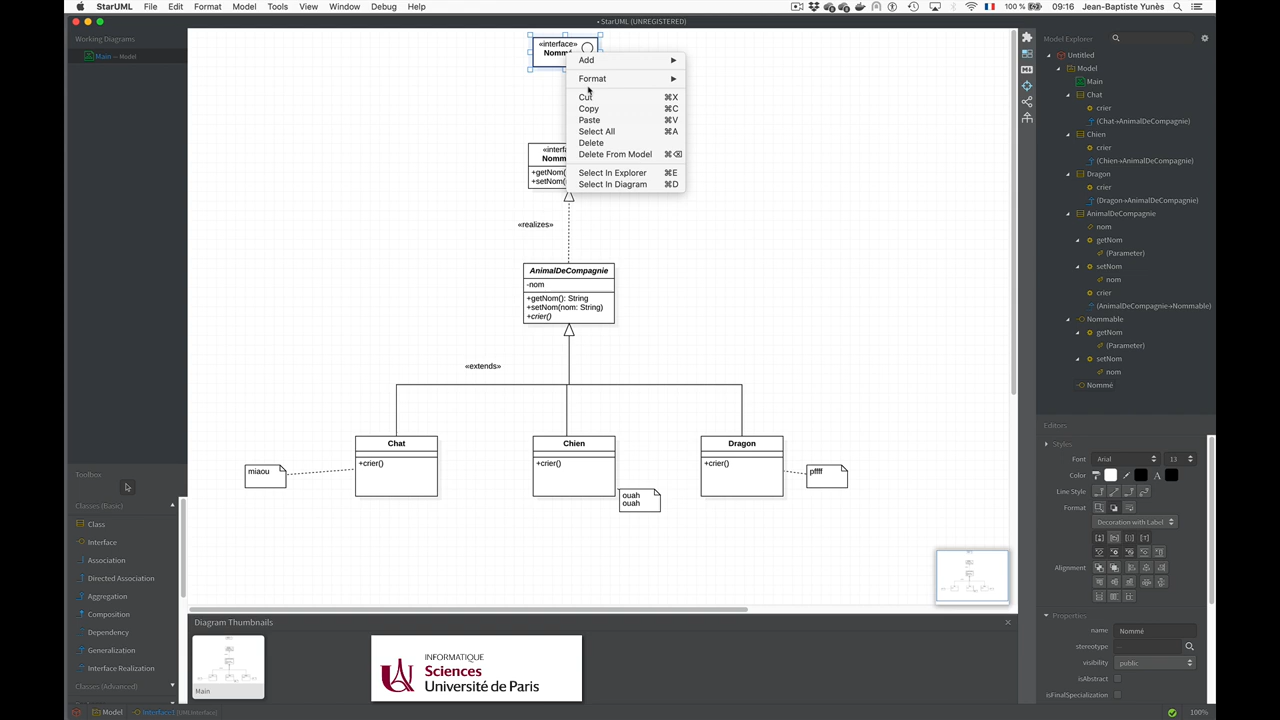 StarUML File Edit Format Model Tools View Window Debug Help 100 % 09:16 Jean-Baptiste Yunès
• StarUML (UNREGISTERED)
Working Diagrams
Main — Model
Toolbox
Classes (Basic)
Class
Interface
Association
Directed Association
Aggregation
Composition
Dependency
Generalization
Interface Realization
Classes (Advanced)
«interface»
Nommé
Add
Format
Cut ⌘X
Copy ⌘C
Paste ⌘V
Select All ⌘A
Delete
Delete From Model ⌘⌫
Select In Explorer ⌘E
Select In Diagram ⌘D
+getNom()
+setNom(
«realizes»
AnimalDeCompagnie
-nom
+getNom(): String
+setNom(nom: String)
+crier()
«extends»
Chat
+crier()
miaou
Chien
+crier()
ouah
ouah
Dragon
+crier()
pffff
Diagram Thumbnails
Main
INFORMATIQUE
Sciences
Université de Paris
Model Explorer
Untitled
Model
Main
Chat
crier
(Chat→AnimalDeCompagnie)
Chien
crier
(Chien→AnimalDeCompagnie)
Dragon
crier
(Dragon→AnimalDeCompagnie)
AnimalDeCompagnie
nom
getNom
(Parameter)
setNom
nom
crier
(AnimalDeCompagnie→Nommable)
Nommable
getNom
(Parameter)
setNom
nom
Nommé
Editors
Styles
Font Arial 13
Color
Line Style
Format
Decoration with Label
Alignment
Properties
name Nommé
stereotype
visibility public
isAbstract
isFinalSpecialization
Model
100%